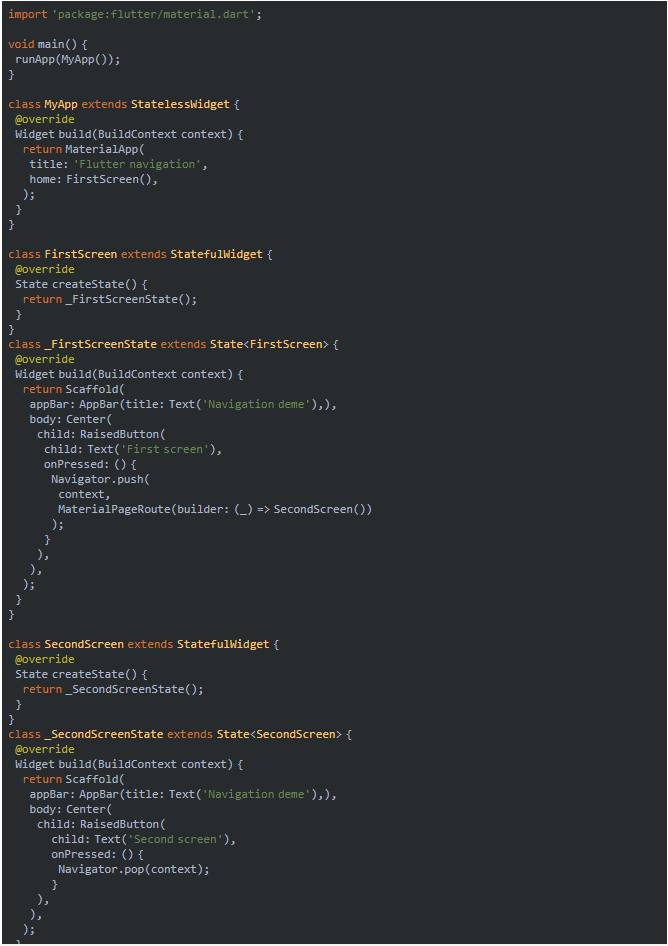 import 'package:flutter/material.dart';

void main() {
 runApp(MyApp());
}

class MyApp extends StatelessWidget {
 @override
 Widget build(BuildContext context) {
  return MaterialApp(
   title: 'Flutter navigation',
   home: FirstScreen(),
  );
 }
}

class FirstScreen extends StatefulWidget {
 @override
 State createState() {
  return _FirstScreenState();
 }
}
class _FirstScreenState extends State<FirstScreen> {
 @override
 Widget build(BuildContext context) {
  return Scaffold(
   appBar: AppBar(title: Text('Navigation deme'),),
   body: Center(
    child: RaisedButton(
     child: Text('First screen'),
     onPressed: () {
      Navigator.push(
       context,
       MaterialPageRoute(builder: (_) => SecondScreen())
      );
     }
    ),
   ),
  );
 }
}

class SecondScreen extends StatefulWidget {
 @override
 State createState() {
  return _SecondScreenState();
 }
}
class _SecondScreenState extends State<SecondScreen> {
 @override
 Widget build(BuildContext context) {
  return Scaffold(
   appBar: AppBar(title: Text('Navigation deme'),),
   body: Center(
    child: RaisedButton(
      child: Text('Second screen'),
      onPressed: () {
       Navigator.pop(context);
      }
    ),
   ),
  );
 }